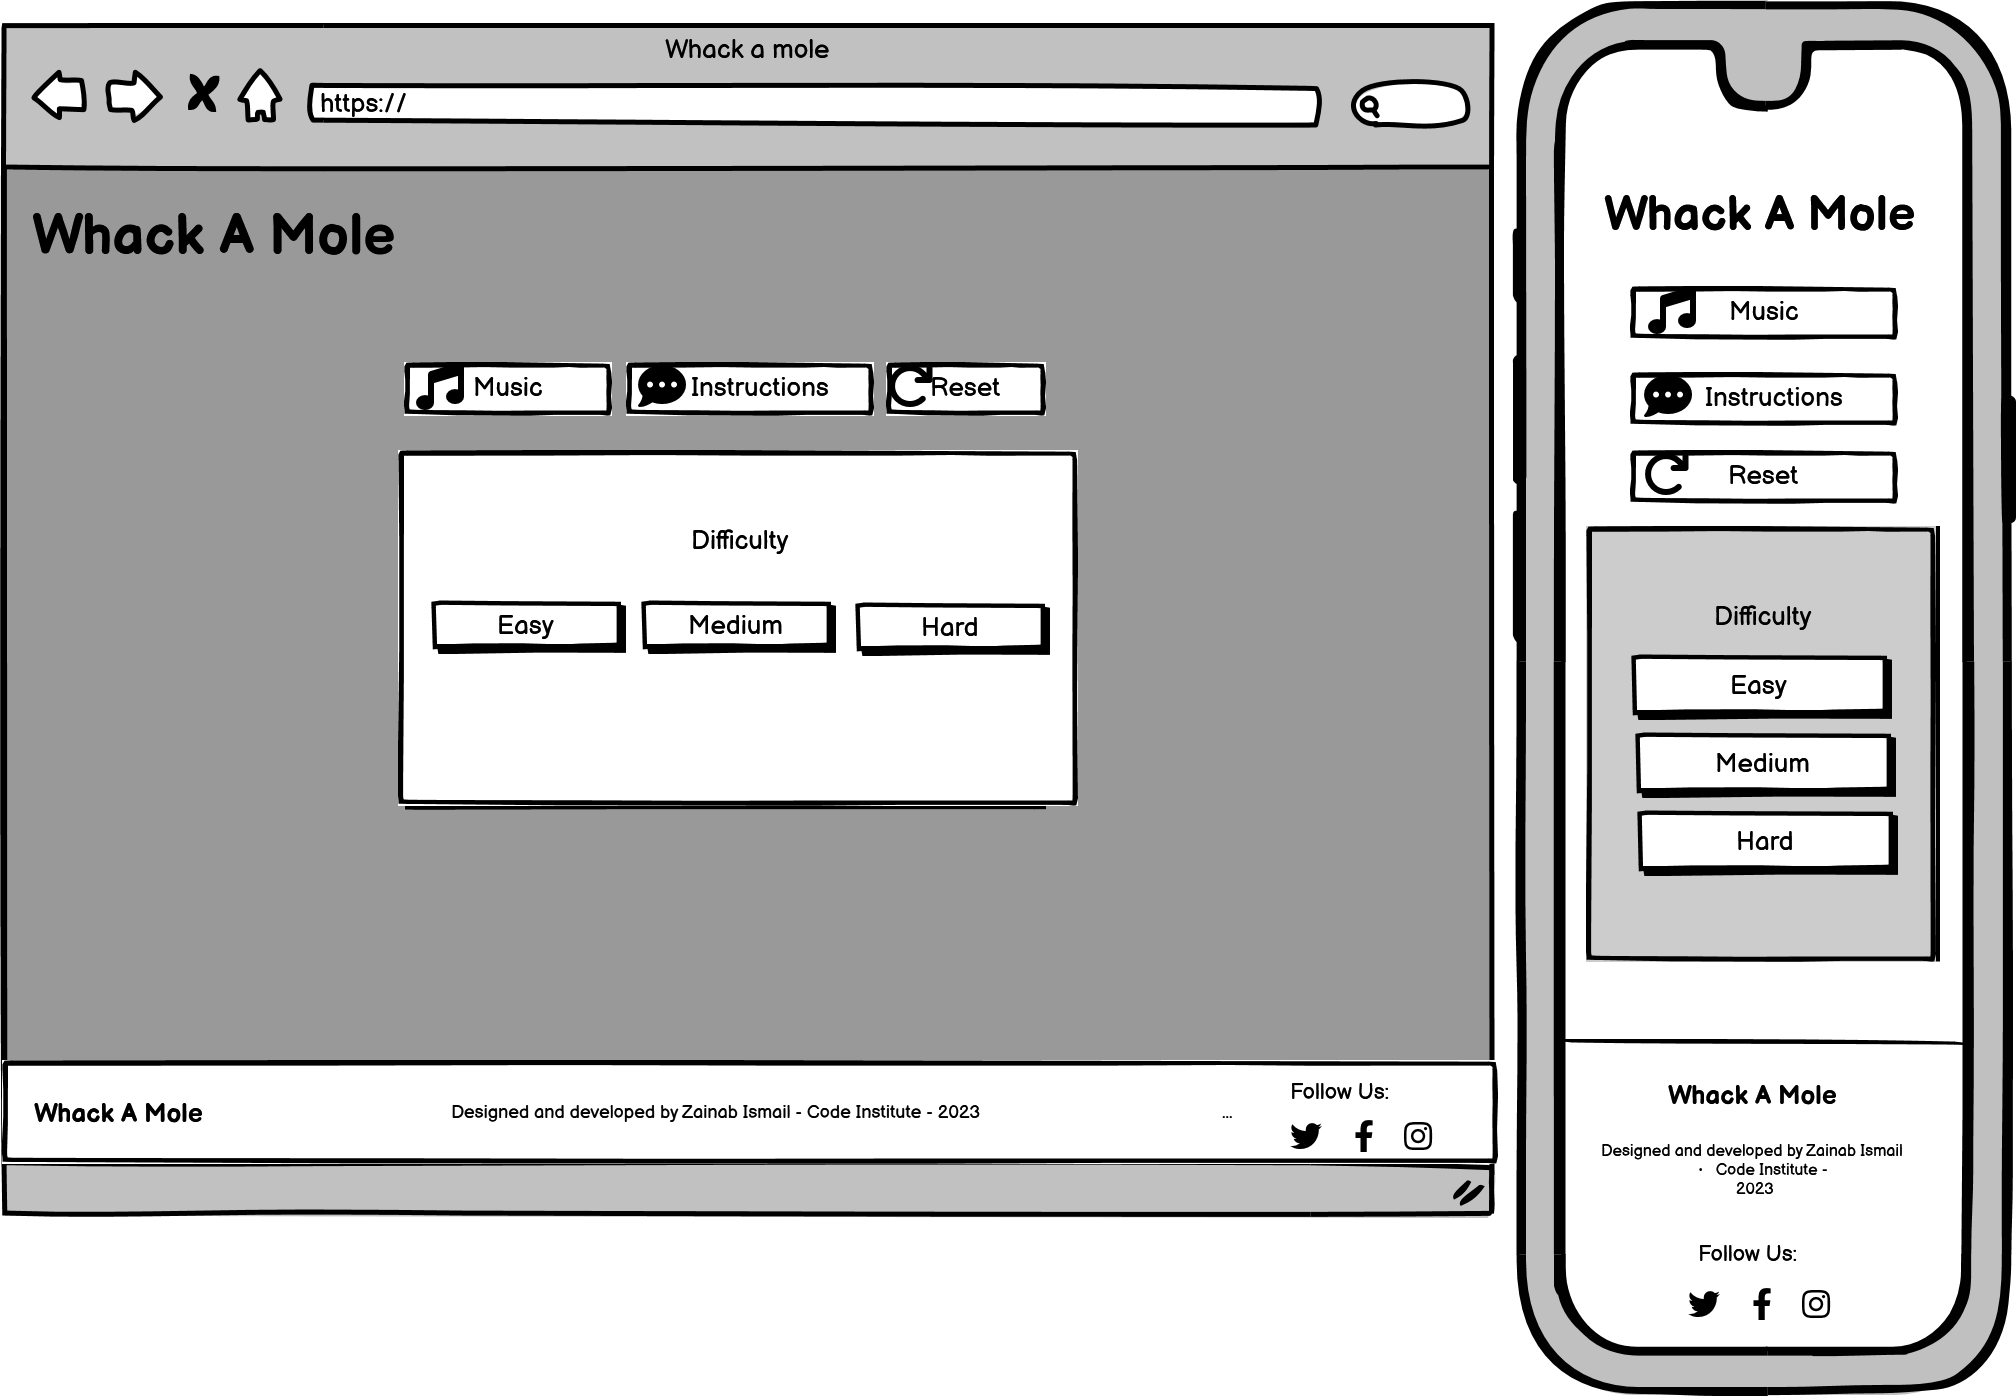 Whack a mole
https://
Whack A Mole
Music
Instructions
Reset
Difficulty
Easy
Medium
Hard
Whack A Mole
Designed and developed by Zainab Ismail - Code Institute - 2023
...
Follow Us:
Whack A Mole
Music
Instructions
Reset
Difficulty
Easy
Medium
Hard
Whack A Mole
Designed and developed by Zainab Ismail
· Code Institute -
2023
Follow Us: